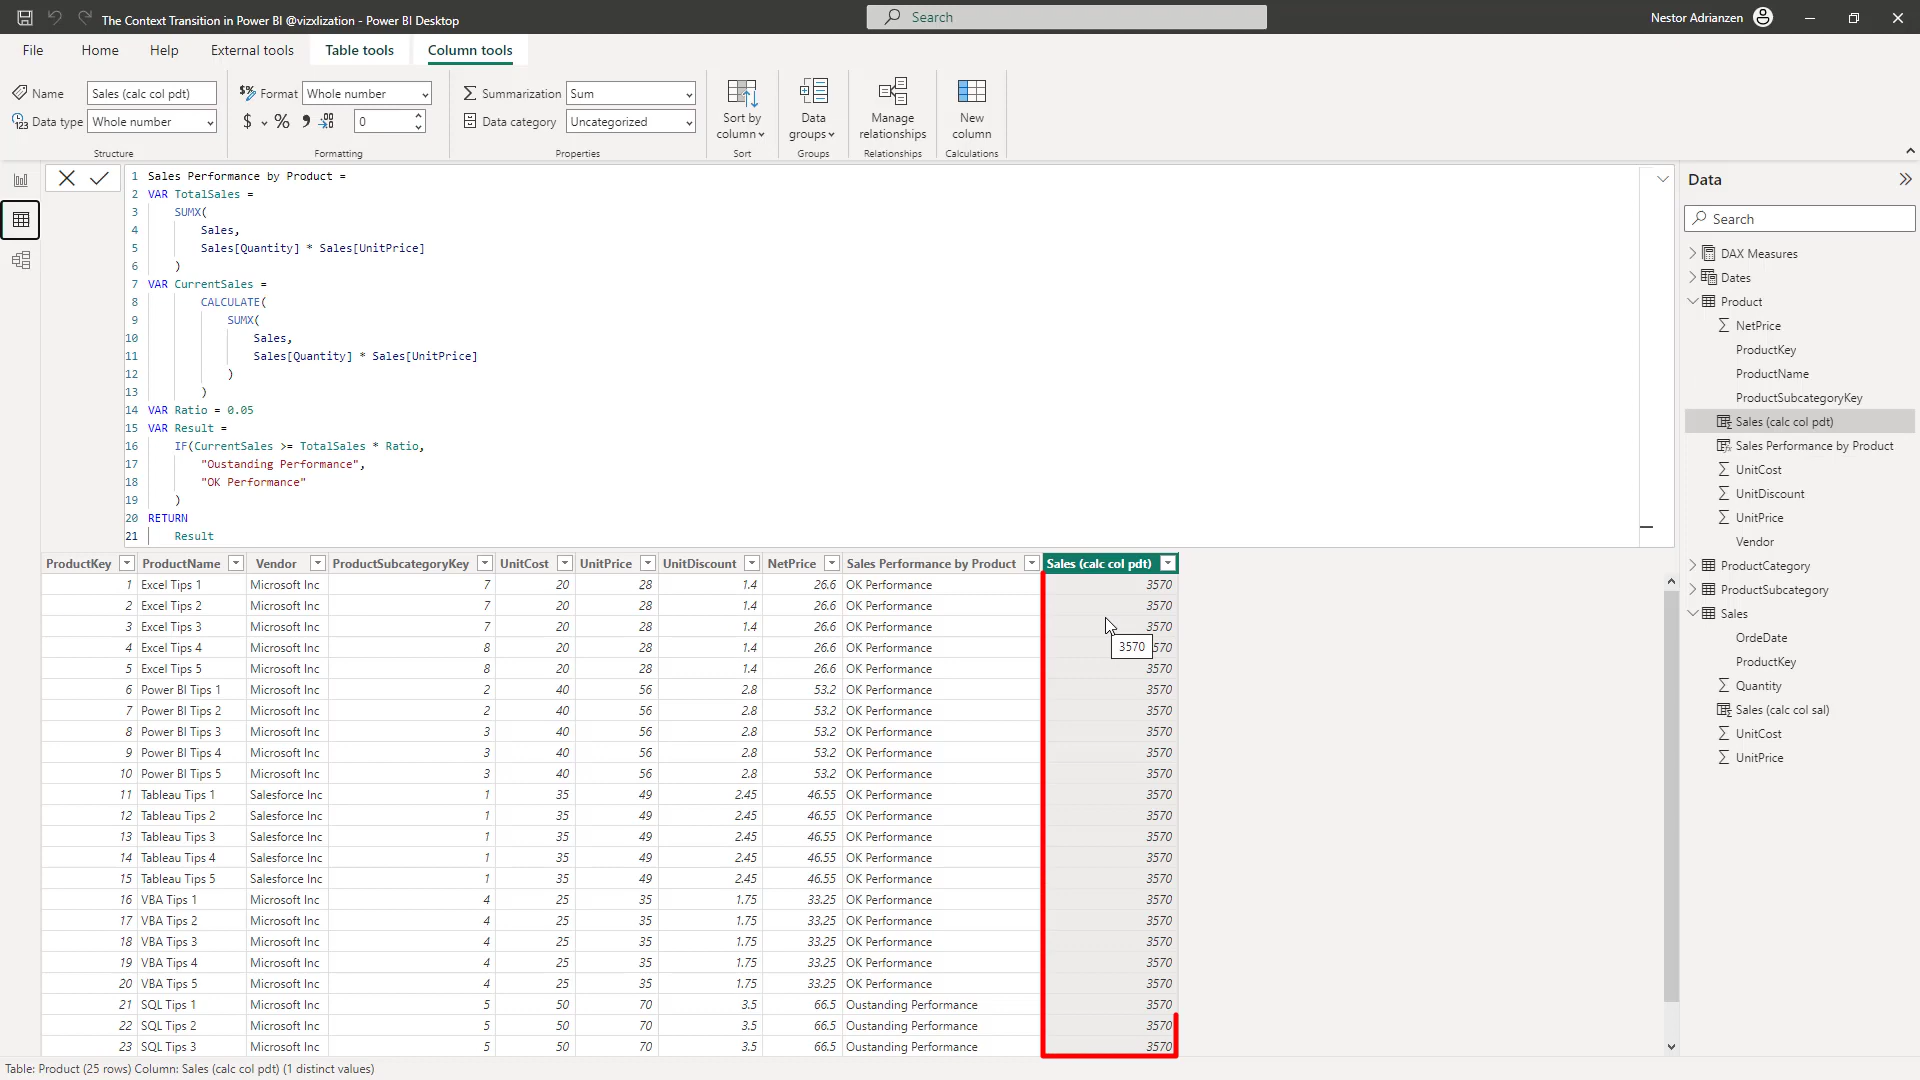 The Context Transition in Power BI @vizxlization - Power BI Desktop
Search
Nestor Adrianzen
File Home Help External tools Table tools Column tools
Name Sales (calc col pdt)
Data type Whole number
Structure
Format Whole number
$ % 9 0
Formatting
Summarization Sum
Data category Uncategorized
Properties
Sort by column
Sort
Data groups
Groups
Manage relationships
Relationships
New column
Calculations
1 Sales Performance by Product =
2 VAR TotalSales =
3 SUMX(
4 Sales,
5 Sales[Quantity] * Sales[UnitPrice]
6 )
7 VAR CurrentSales =
8 CALCULATE(
9 SUMX(
10 Sales,
11 Sales[Quantity] * Sales[UnitPrice]
12 )
13 )
14 VAR Ratio = 0.05
15 VAR Result =
16 IF(CurrentSales >= TotalSales * Ratio,
17 "Oustanding Performance",
18 "OK Performance"
19 )
20 RETURN
21 Result
ProductKey ProductName Vendor ProductSubcategoryKey UnitCost UnitPrice UnitDiscount NetPrice Sales Performance by Product Sales (calc col pdt)
1 Excel Tips 1 Microsoft Inc 7 20 28 1.4 26.6 OK Performance 3570
2 Excel Tips 2 Microsoft Inc 7 20 28 1.4 26.6 OK Performance 3570
3 Excel Tips 3 Microsoft Inc 7 20 28 1.4 26.6 OK Performance 3570
4 Excel Tips 4 Microsoft Inc 8 20 28 1.4 26.6 OK Performance 3570 570
5 Excel Tips 5 Microsoft Inc 8 20 28 1.4 26.6 OK Performance 3570
6 Power BI Tips 1 Microsoft Inc 2 40 56 2.8 53.2 OK Performance 3570
7 Power BI Tips 2 Microsoft Inc 2 40 56 2.8 53.2 OK Performance 3570
8 Power BI Tips 3 Microsoft Inc 3 40 56 2.8 53.2 OK Performance 3570
9 Power BI Tips 4 Microsoft Inc 3 40 56 2.8 53.2 OK Performance 3570
10 Power BI Tips 5 Microsoft Inc 3 40 56 2.8 53.2 OK Performance 3570
11 Tableau Tips 1 Salesforce Inc 1 35 49 2.45 46.55 OK Performance 3570
12 Tableau Tips 2 Salesforce Inc 1 35 49 2.45 46.55 OK Performance 3570
13 Tableau Tips 3 Salesforce Inc 1 35 49 2.45 46.55 OK Performance 3570
14 Tableau Tips 4 Salesforce Inc 1 35 49 2.45 46.55 OK Performance 3570
15 Tableau Tips 5 Salesforce Inc 1 35 49 2.45 46.55 OK Performance 3570
16 VBA Tips 1 Microsoft Inc 4 25 35 1.75 33.25 OK Performance 3570
17 VBA Tips 2 Microsoft Inc 4 25 35 1.75 33.25 OK Performance 3570
18 VBA Tips 3 Microsoft Inc 4 25 35 1.75 33.25 OK Performance 3570
19 VBA Tips 4 Microsoft Inc 4 25 35 1.75 33.25 OK Performance 3570
20 VBA Tips 5 Microsoft Inc 4 25 35 1.75 33.25 OK Performance 3570
21 SQL Tips 1 Microsoft Inc 5 50 70 3.5 66.5 Oustanding Performance 3570
22 SQL Tips 2 Microsoft Inc 5 50 70 3.5 66.5 Oustanding Performance 3570
23 SQL Tips 3 Microsoft Inc 5 50 70 3.5 66.5 Oustanding Performance 3570
Table: Product (25 rows) Column: Sales (calc col pdt) (1 distinct values)
Data
Search
DAX Measures
Dates
Product
NetPrice
ProductKey
ProductName
ProductSubcategoryKey
Sales (calc col pdt)
Sales Performance by Product
UnitCost
UnitDiscount
UnitPrice
Vendor
ProductCategory
ProductSubcategory
Sales
OrdeDate
ProductKey
Quantity
Sales (calc col sal)
UnitCost
UnitPrice